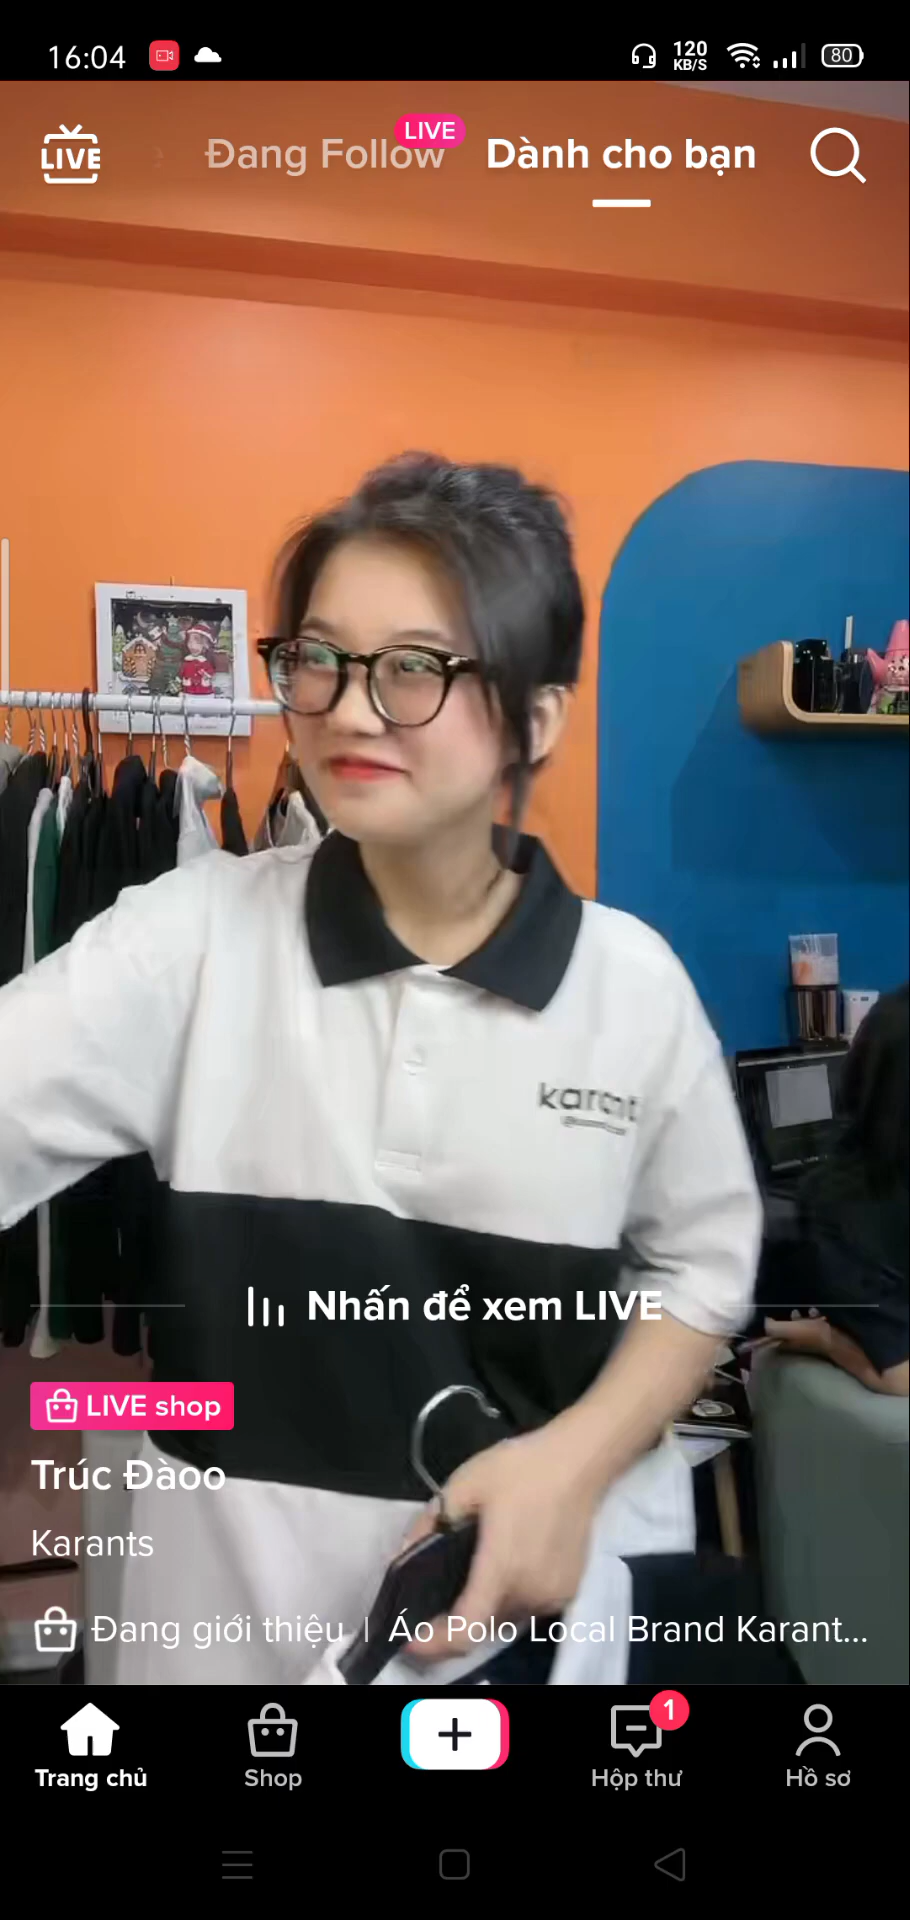 16:04
120
KB/S
80
LIVE
Đang Follow
LIVE
Dành cho bạn
karant
Nhấn để xem LIVE
LIVE shop
Trúc Đàoo
Karants
Đang giới thiệu | Áo Polo Local Brand Karant...
1
Trang chủ
Shop
Hộp thư
Hồ sơ